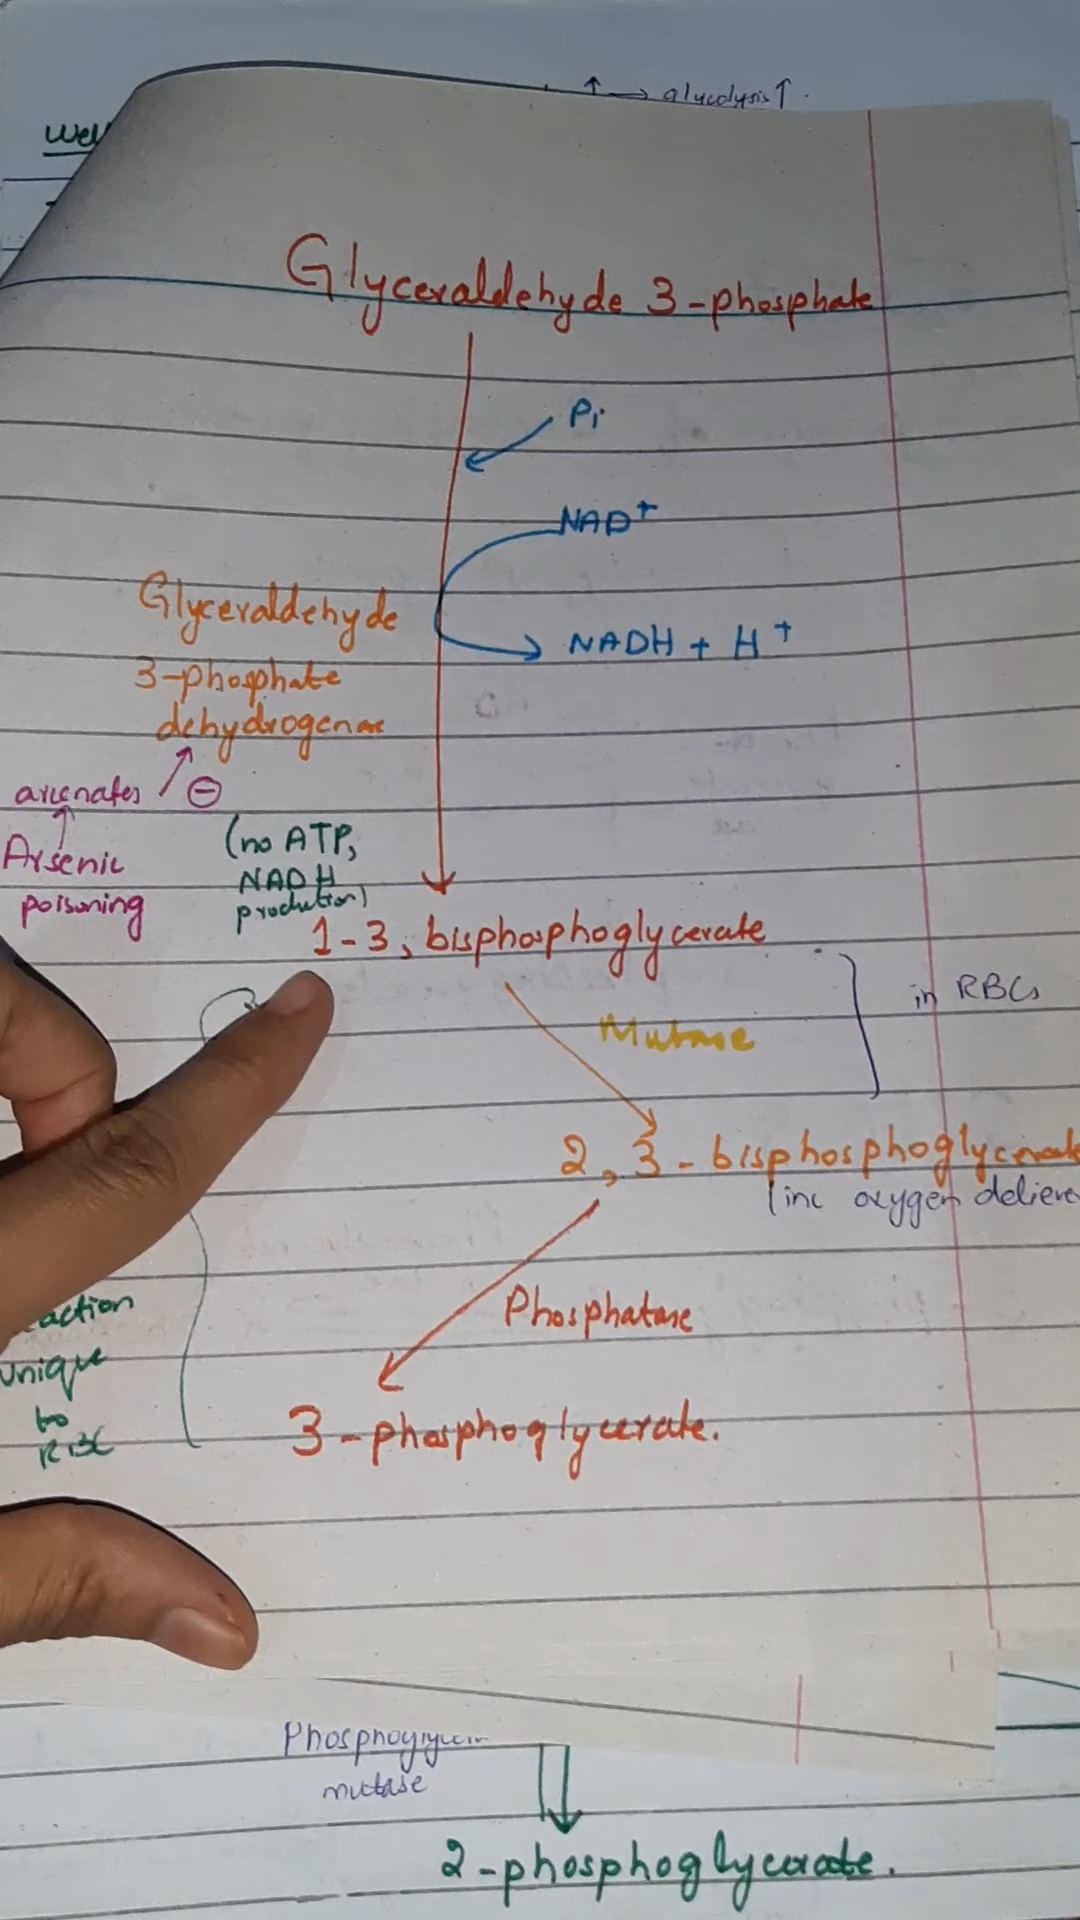 ↑ → glycolysis ↑
Glyceraldehyde 3-phosphate
Pi
NAD+
Glyceraldehyde
3-phosphate
dehydrogenase
NADH + H+
arsenates ⊖
Arsenic
poisoning
(no ATP,
NADH
production)
1-3, bisphosphoglycerate
in RBCs
Mutase
2,3-bisphosphoglycerate
(inc oxygen delive
Phosphatase
action
unique
to
RBC
3-phosphoglycerate.
mutase
2-phosphoglycerate.